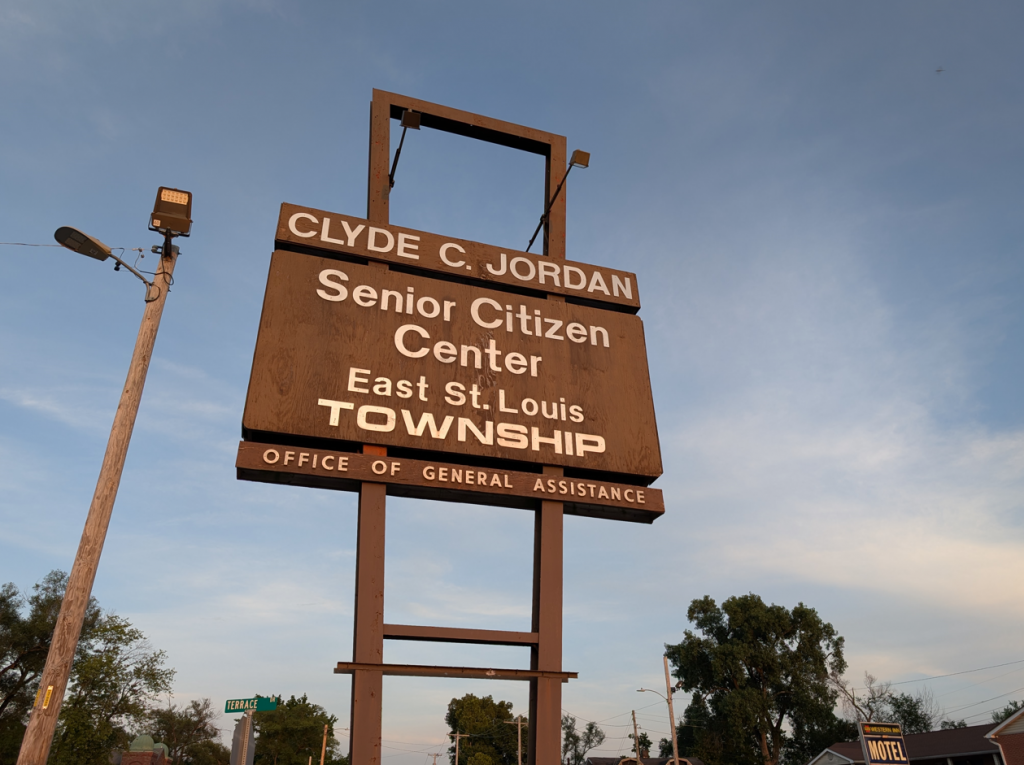 CLYDE C. JORDAN
Senior Citizen
Center
East St. Louis
TOWNSHIP
OFFICE OF GENERAL ASSISTANCE
TERRACE
MOTEL